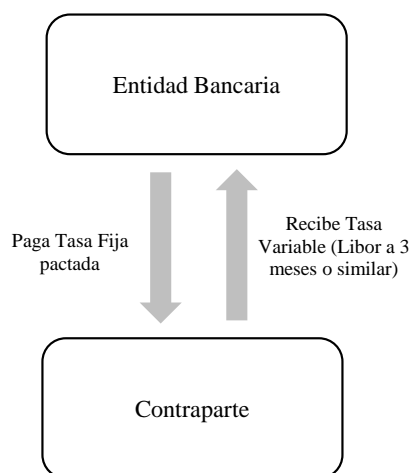 Entidad Bancaria
Paga Tasa Fija
pactada
Recibe Tasa
Variable (Libor a 3
meses o similar)
Contraparte